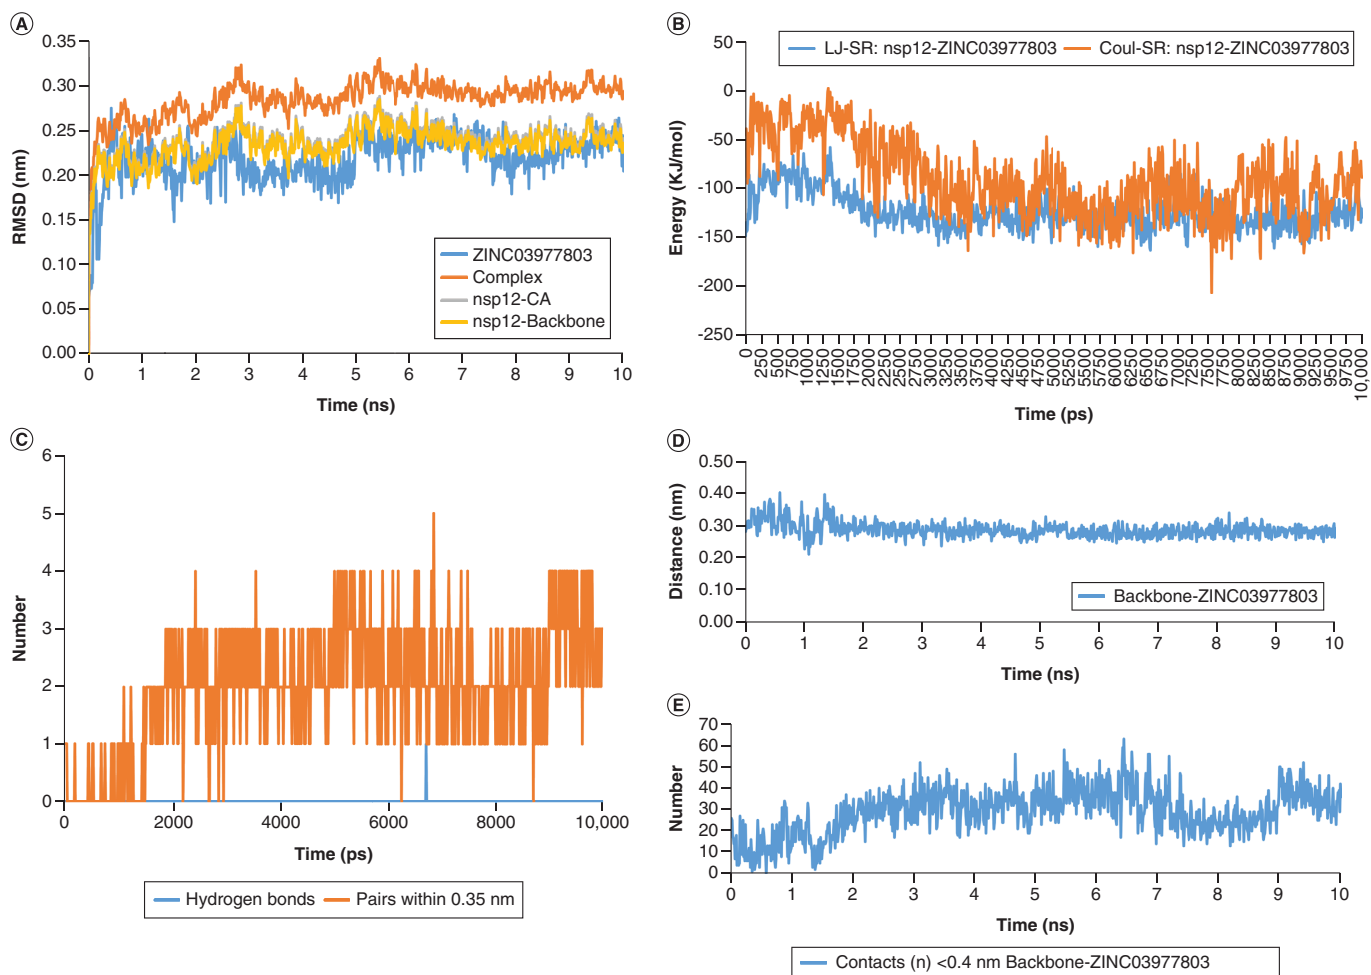 A
RMSD (nm)
0.35
0.30
0.25
0.20
0.15
0.10
0.05
0.00
ZINC03977803
Complex
nsp12-CA
nsp12-Backbone
0 1 2 3 4 5 6 7 8 9 10
Time (ns)
B
Energy (KJ/mol)
50
0
-50
-100
-150
-200
-250
LJ-SR: nsp12-ZINC03977803 Coul-SR: nsp12-ZINC03977803
0 250 500 750 1000 1250 1500 1750 2000 2250 2500 2750 3000 3250 3500 3750 4000 4250 4500 4750 5000 5250 5500 5750 6000 6250 6500 6750 7000 7250 7500 7750 8000 8250 8500 8750 9000 9250 9500 9750 10,000
Time (ps)
C
Number
6
5
4
3
2
1
0
0 2000 4000 6000 8000 10,000
Time (ps)
Hydrogen bonds Pairs within 0.35 nm
D
Distance (nm)
0.50
0.40
0.30
0.20
0.10
0.00
Backbone-ZINC03977803
0 1 2 3 4 5 6 7 8 9 10
Time (ns)
E
Number
70
60
50
40
30
20
10
0
0 1 2 3 4 5 6 7 8 9 10
Time (ns)
Contacts (n) <0.4 nm Backbone-ZINC03977803